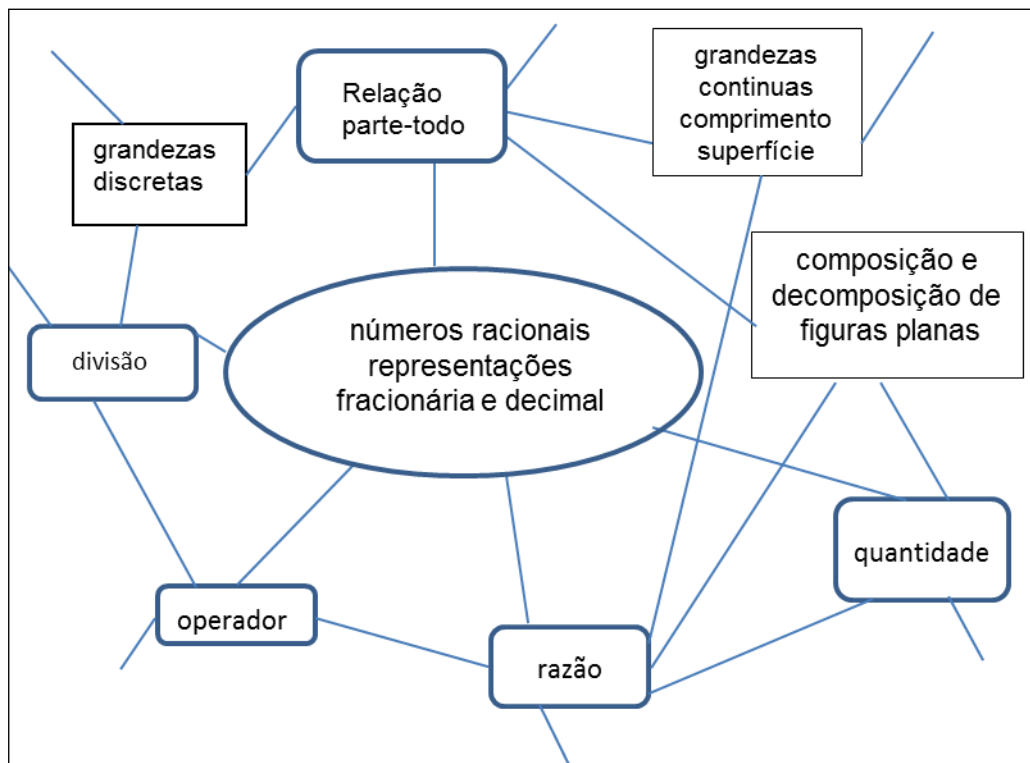 Relação
parte-todo
grandezas
continuas
comprimento
superfície
grandezas
discretas
composição e
decomposição de
figuras planas
números racionais
representações
fracionária e decimal
divisão
quantidade
operador
razão